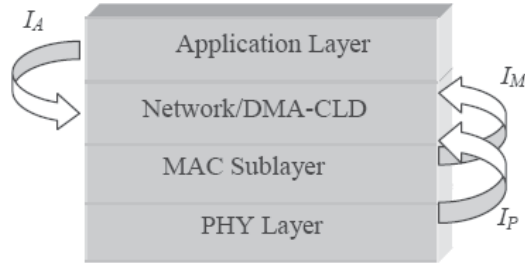 I_A
Application Layer
I_M
Network/DMA-CLD
MAC Sublayer
PHY Layer
I_P